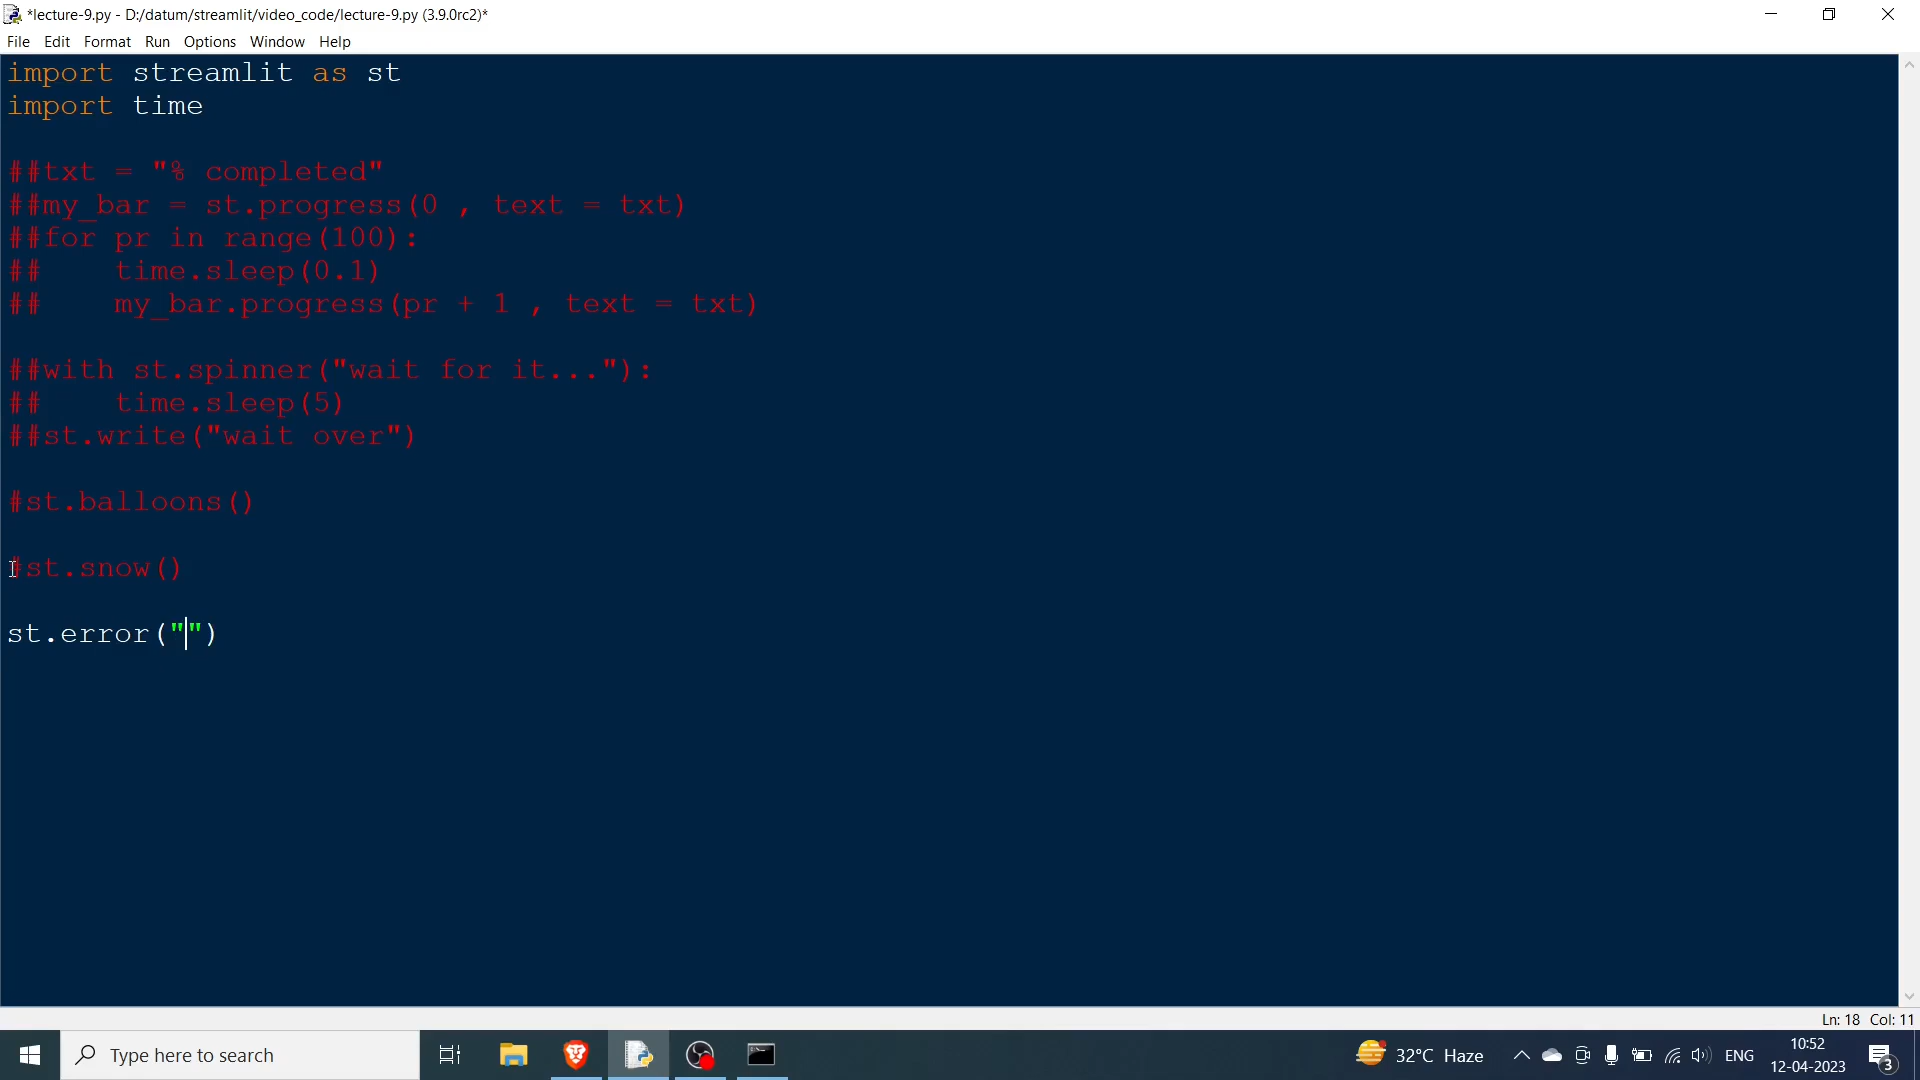 *lecture-9.py - D:/datum/streamlit/video_code/lecture-9.py (3.9.0rc2)*
File Edit Format Run Options Window Help
import streamlit as st
import time
##txt = "% completed"
##my_bar = st.progress(0 , text = txt)
##for pr in range(100):
##    time.sleep(0.1)
##    my_bar.progress(pr + 1 , text = txt)
##with st.spinner("wait for it..."):
##    time.sleep(5)
##st.write("wait over")
#st.balloons()
#st.snow()
st.error("")
Ln: 18 Col: 11
Type here to search
32°C Haze
ENG
10:52
12-04-2023
3